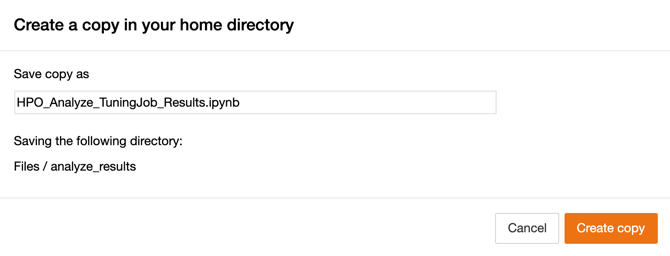 Create a copy in your home directory
Save copy as
HPO_Analyze_TuningJob_Results.ipynb
Saving the following directory:
Files / analyze_results
Cancel
Create copy